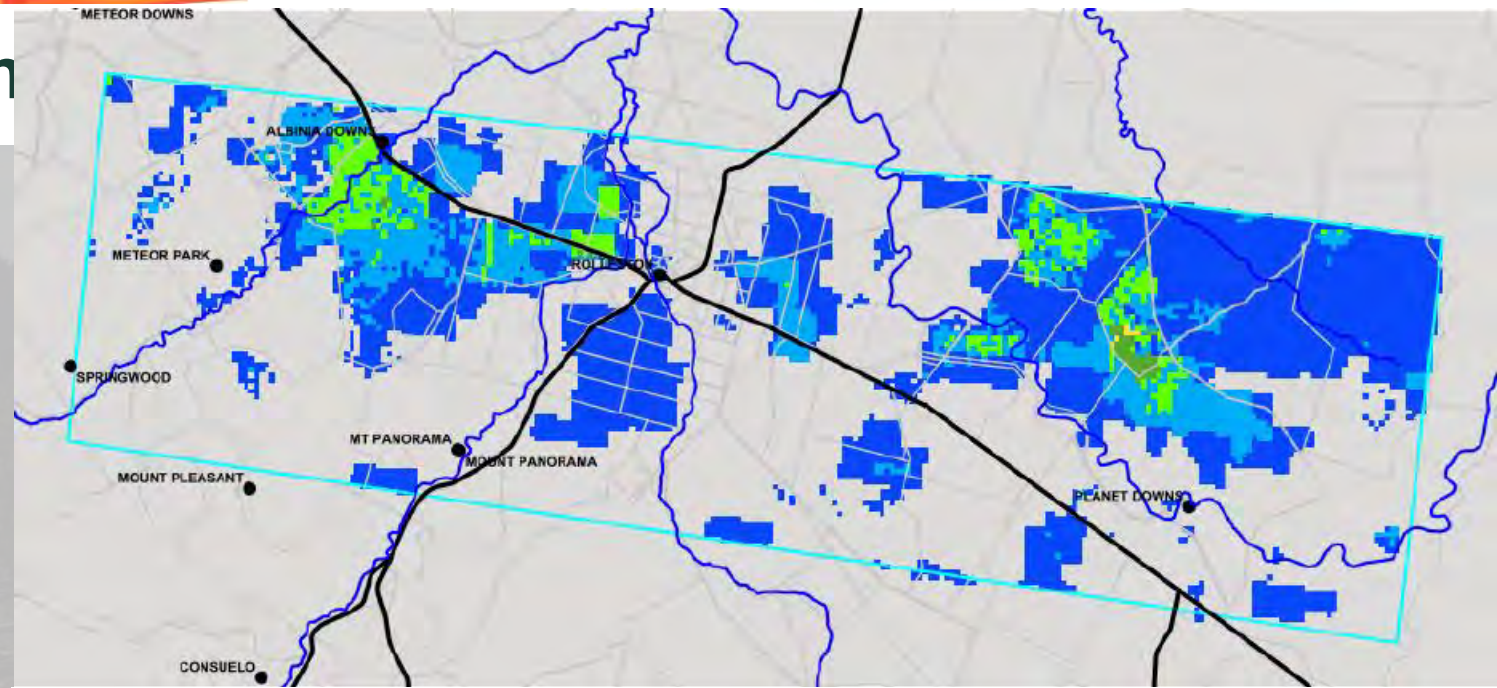 METEOR DOWNS
n
ALBINIA DOWNS
METEOR PARK
ROLLESTON
SPRINGWOOD
MT PANORAMA
MOUNT PANORAMA
MOUNT PLEASANT
PLANET DOWNS
CONSUELO